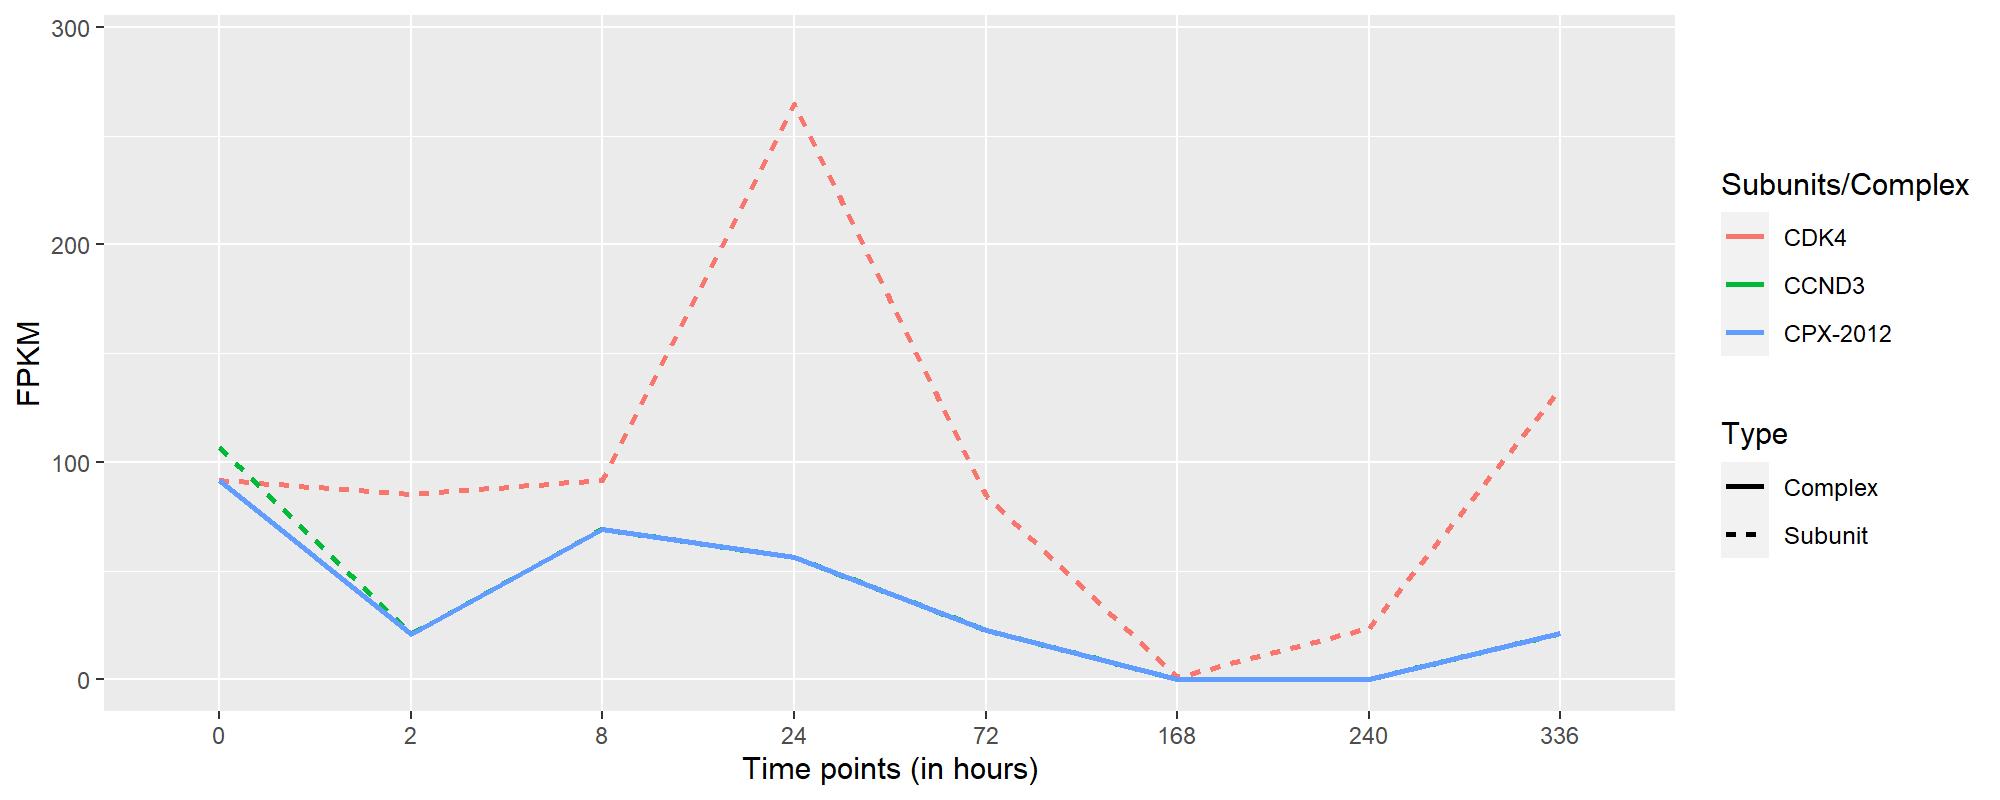 300
200
100
0
FPKM
0 2 8 24 72 168 240 336
Time points (in hours)
Subunits/Complex
CDK4
CCND3
CPX-2012
Type
Complex
Subunit